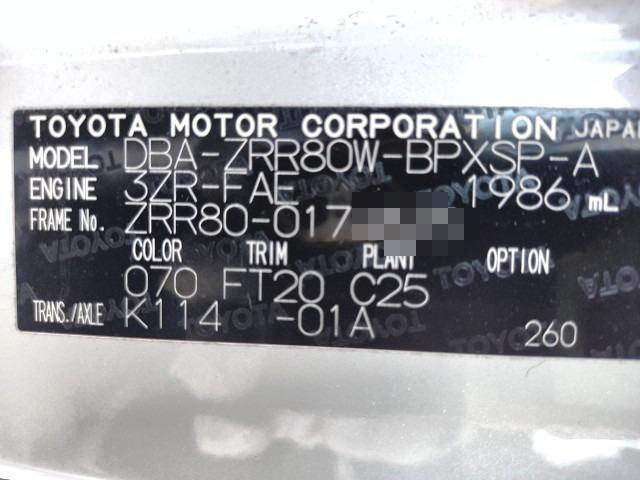 TOYOTA MOTOR CORPORATION JAPAN
MODEL DBA-ZRR80W-BPXSP-A
ENGINE 3ZR-FAE 1986 mL
FRAME No. ZRR80-017
COLOR TRIM PLANT OPTION
070 FT20 C25
TRANS./AXLE K114 -01A 260